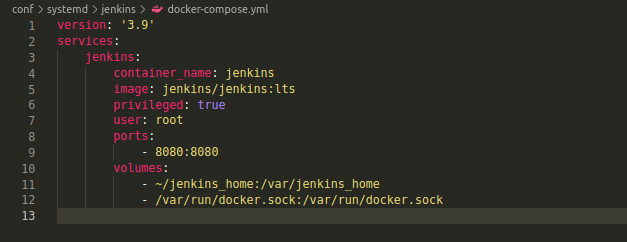 conf > systemd > jenkins > docker-compose.yml
1 version: '3.9'
2 services:
3     jenkins:
4         container_name: jenkins
5         image: jenkins/jenkins:lts
6         privileged: true
7         user: root
8         ports:
9             - 8080:8080
10         volumes:
11             - ~/jenkins_home:/var/jenkins_home
12             - /var/run/docker.sock:/var/run/docker.sock
13